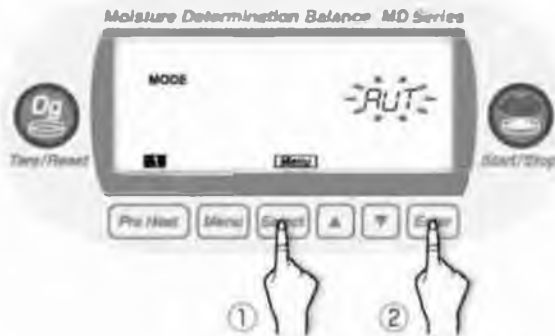 Moisture Determination Balance MD Series
MODE
AUT
0g
Tare/Reset
Start/Stop
Menu
Pre Heat Menu Select ▲ ▼ Enter
① ②